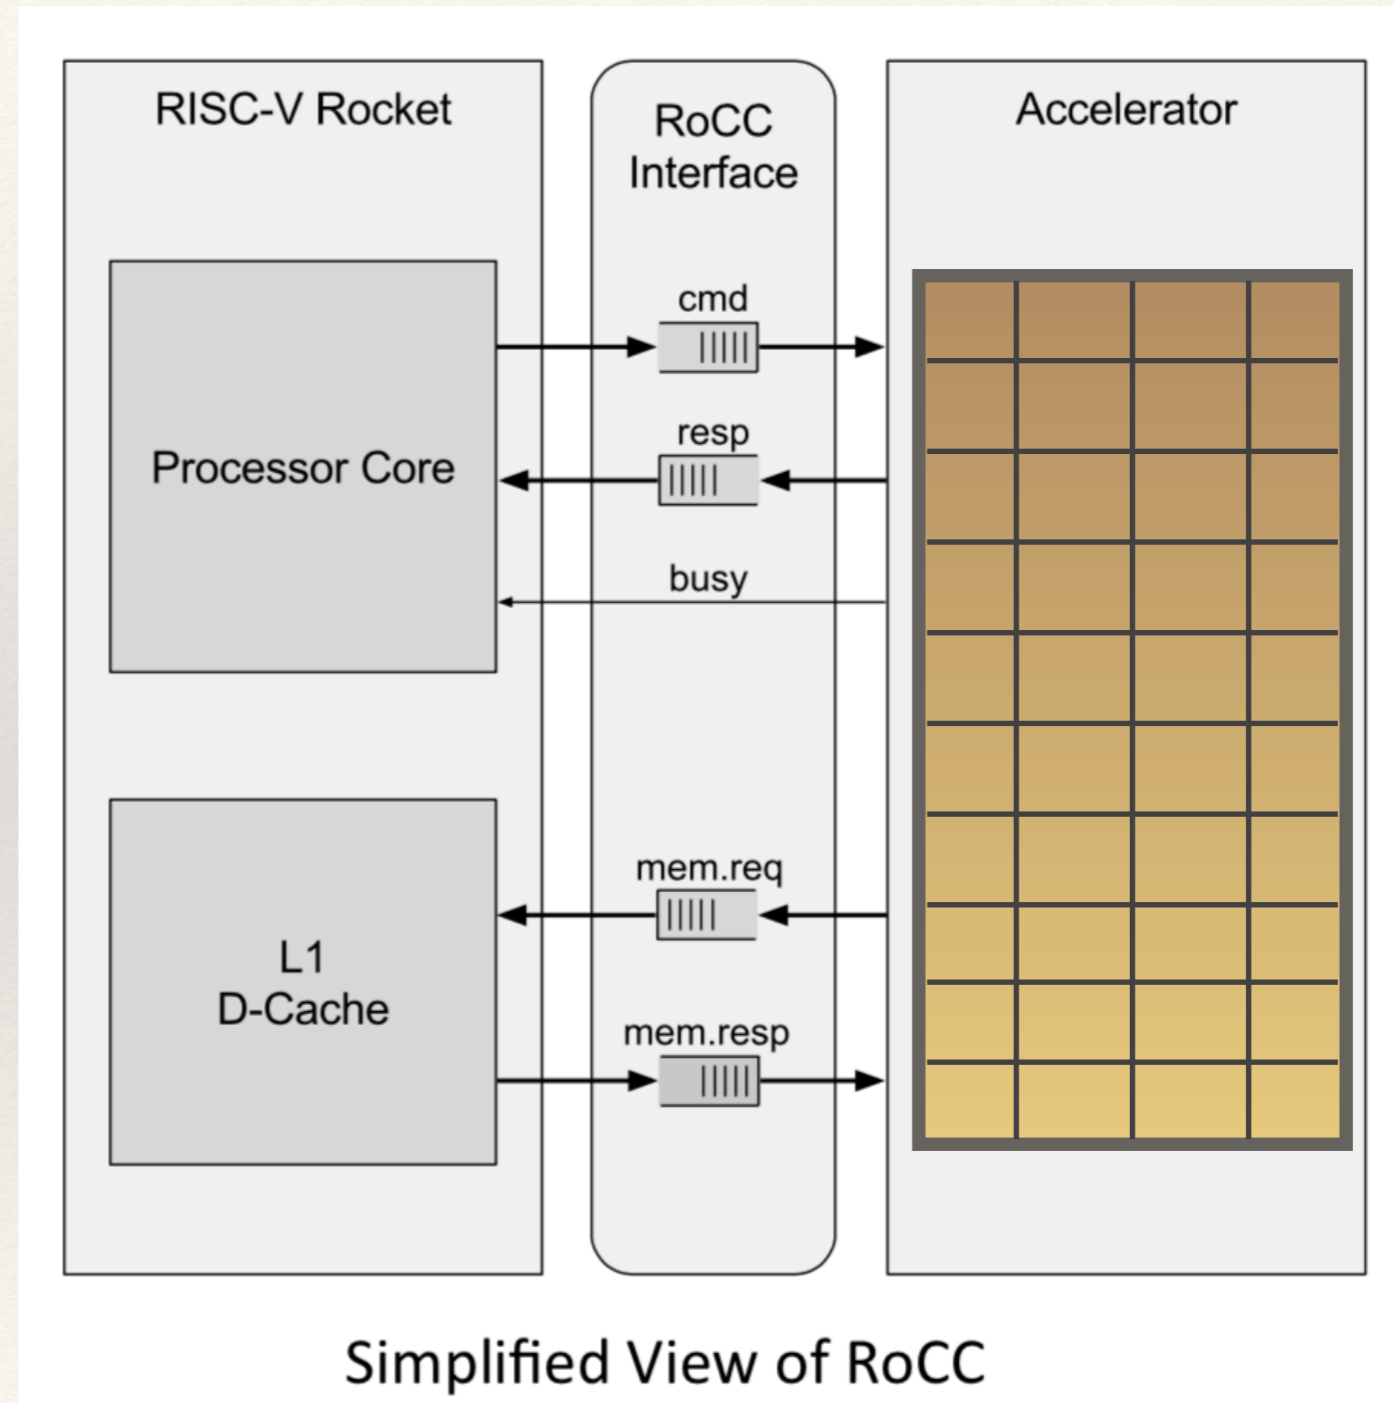 RISC-V Rocket
RoCC
Interface
Accelerator
cmd
resp
Processor Core
busy
mem.req
L1
D-Cache
mem.resp
Simplified View of RoCC